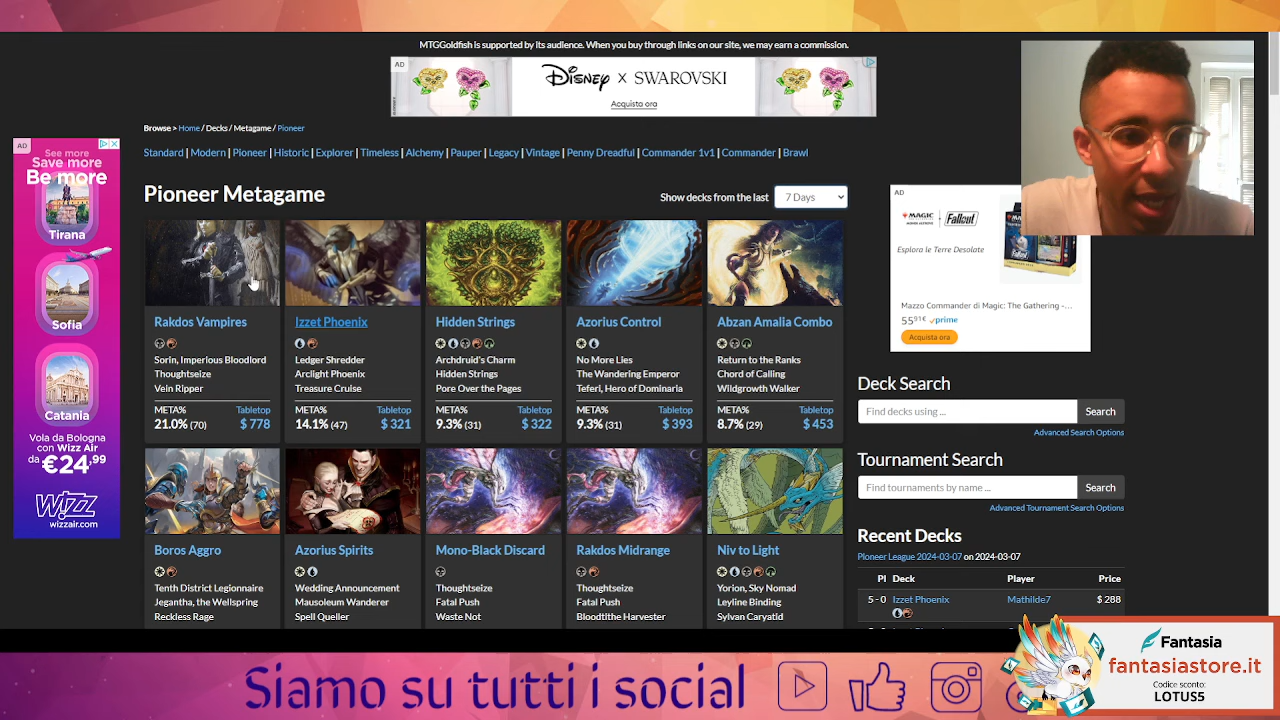 MTGGoldfish is supported by its audience. When you buy through links on our site, we may earn a commission.
AD
Disney X SWAROVSKI
Acquista ora
Browse > Home / Decks / Metagame / Pioneer
Standard | Modern | Pioneer | Historic | Explorer | Timeless | Alchemy | Pauper | Legacy | Vintage | Penny Dreadful | Commander 1v1 | Commander | Brawl
AD
See more
Save more
Be more
Tirana
Sofia
Catania
Vola da Bologna
con Wizz Air
da €24,99
WIZZ
wizzair.com
Pioneer Metagame
Show decks from the last 7 Days
Rakdos Vampires
Sorin, Imperious Bloodlord
Thoughtseize
Vein Ripper
META% Tabletop
21.0% (70) $ 778
Izzet Phoenix
Ledger Shredder
Arclight Phoenix
Treasure Cruise
META% Tabletop
14.1% (47) $ 321
Hidden Strings
Archdruid's Charm
Hidden Strings
Pore Over the Pages
META% Tabletop
9.3% (31) $ 322
Azorius Control
No More Lies
The Wandering Emperor
Teferi, Hero of Dominaria
META% Tabletop
9.3% (31) $ 393
Abzan Amalia Combo
Return to the Ranks
Chord of Calling
Wildgrowth Walker
META% Tabletop
8.7% (29) $ 453
Boros Aggro
Tenth District Legionnaire
Jegantha, the Wellspring
Reckless Rage
Azorius Spirits
Wedding Announcement
Mausoleum Wanderer
Spell Queller
Mono-Black Discard
Thoughtseize
Fatal Push
Waste Not
Rakdos Midrange
Thoughtseize
Fatal Push
Bloodtithe Harvester
Niv to Light
Yorion, Sky Nomad
Leyline Binding
Sylvan Caryatid
AD
MAGIC
Fallout
Esplora le Terre Desolate
Mazzo Commander di Magic: The Gathering -...
55,91€ prime
Acquista ora
Deck Search
Find decks using ... Search
Advanced Search Options
Tournament Search
Find tournaments by name ... Search
Advanced Tournament Search Options
Recent Decks
Pioneer League 2024-03-07 on 2024-03-07
Pl Deck Player Price
5 - 0 Izzet Phoenix Mathilde7 $ 288
Siamo su tutti i social
Fantasia
fantasiastore.it
Codice sconto:
LOTUS5